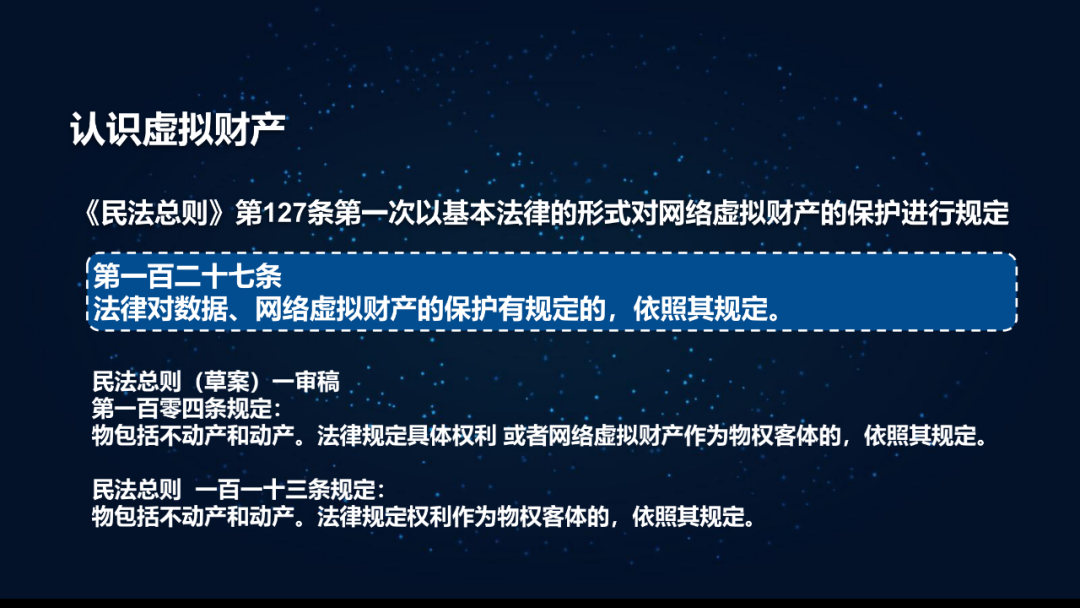 认识虚拟财产
《民法总则》第127条第一次以基本法律的形式对网络虚拟财产的保护进行规定
第一百二十七条
法律对数据、网络虚拟财产的保护有规定的，依照其规定。
民法总则（草案）一审稿
第一百零四条规定：
物包括不动产和动产。法律规定具体权利 或者网络虚拟财产作为物权客体的，依照其规定。
民法总则 一百一十三条规定：
物包括不动产和动产。法律规定权利作为物权客体的，依照其规定。